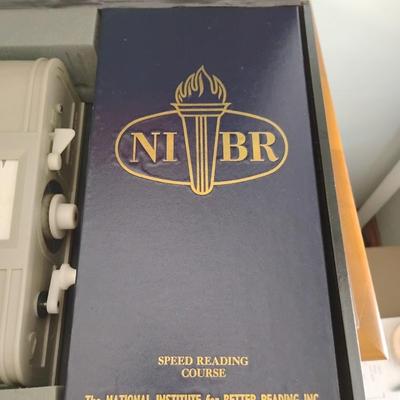 NI BR
SPEED READING
COURSE
The NATIONAL INSTITUTE for BETTER READING INC